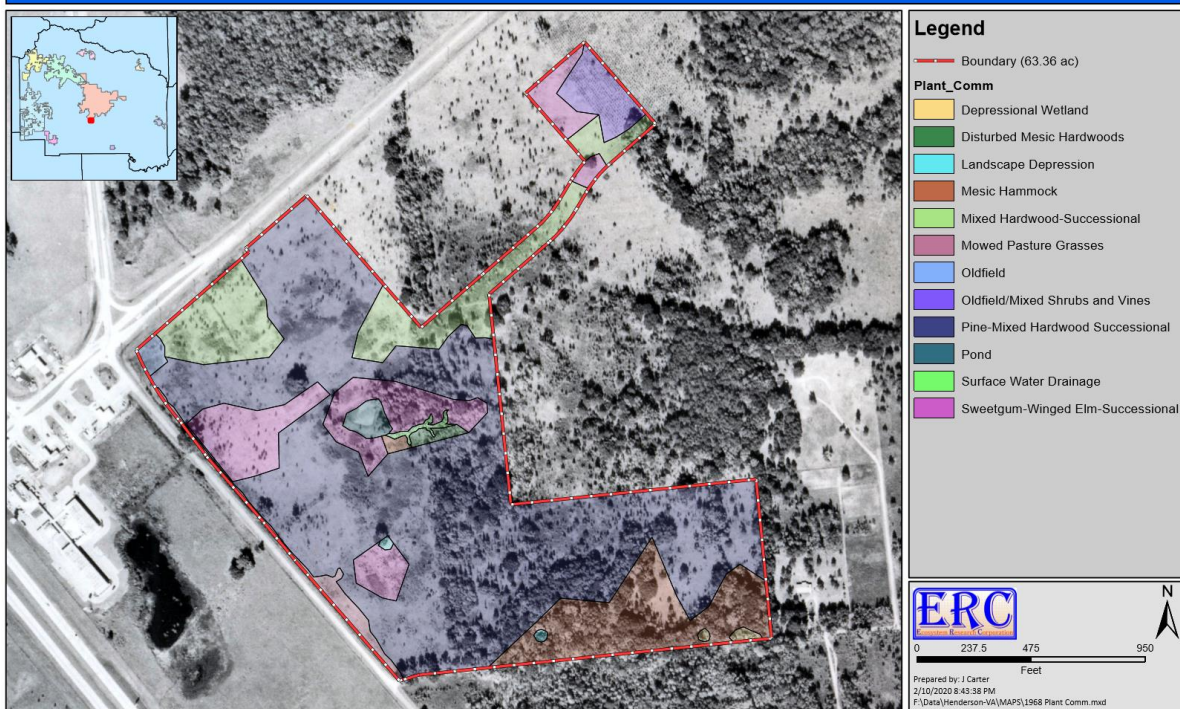 Legend
Boundary (63.36 ac)
Plant_Comm
Depressional Wetland
Disturbed Mesic Hardwoods
Landscape Depression
Mesic Hammock
Mixed Hardwood-Successional
Mowed Pasture Grasses
Oldfield
Oldfield/Mixed Shrubs and Vines
Pine-Mixed Hardwood Successional
Pond
Surface Water Drainage
Sweetgum-Winged Elm-Successional
ERC
Ecosystem Research Corporation
N
0 237.5 475 950
Feet
Prepared by: J Carter
2/10/2020 8:43:38 PM
F:\Data\Henderson-VA\MAPS\1968 Plant Comm.mxd